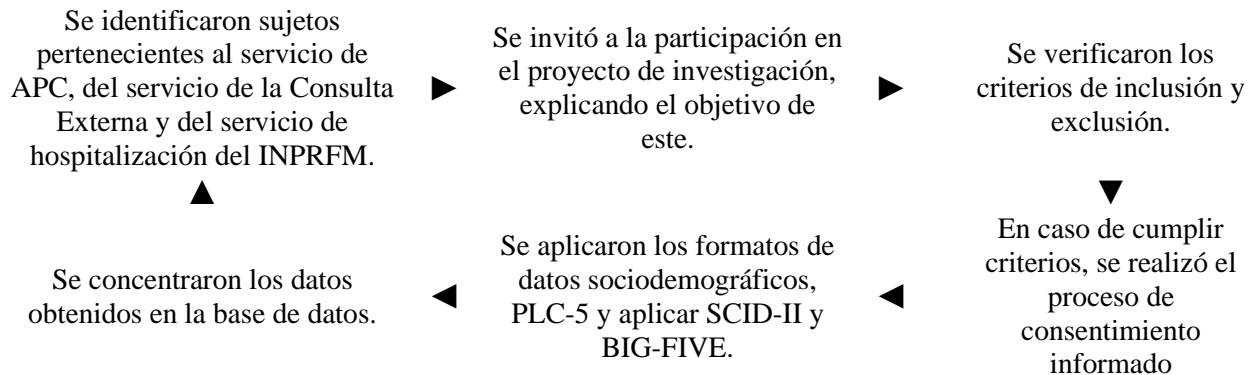 Se identificaron sujetos
pertenecientes al servicio de
APC, del servicio de la Consulta
Externa y del servicio de
hospitalización del INPRFM.
Se invitó a la participación en
el proyecto de investigación,
explicando el objetivo de
este.
Se verificaron los
criterios de inclusión y
exclusión.
En caso de cumplir
criterios, se realizó el
proceso de
consentimiento
informado
Se aplicaron los formatos de
datos sociodemográficos,
PLC-5 y aplicar SCID-II y
BIG-FIVE.
Se concentraron los datos
obtenidos en la base de datos.